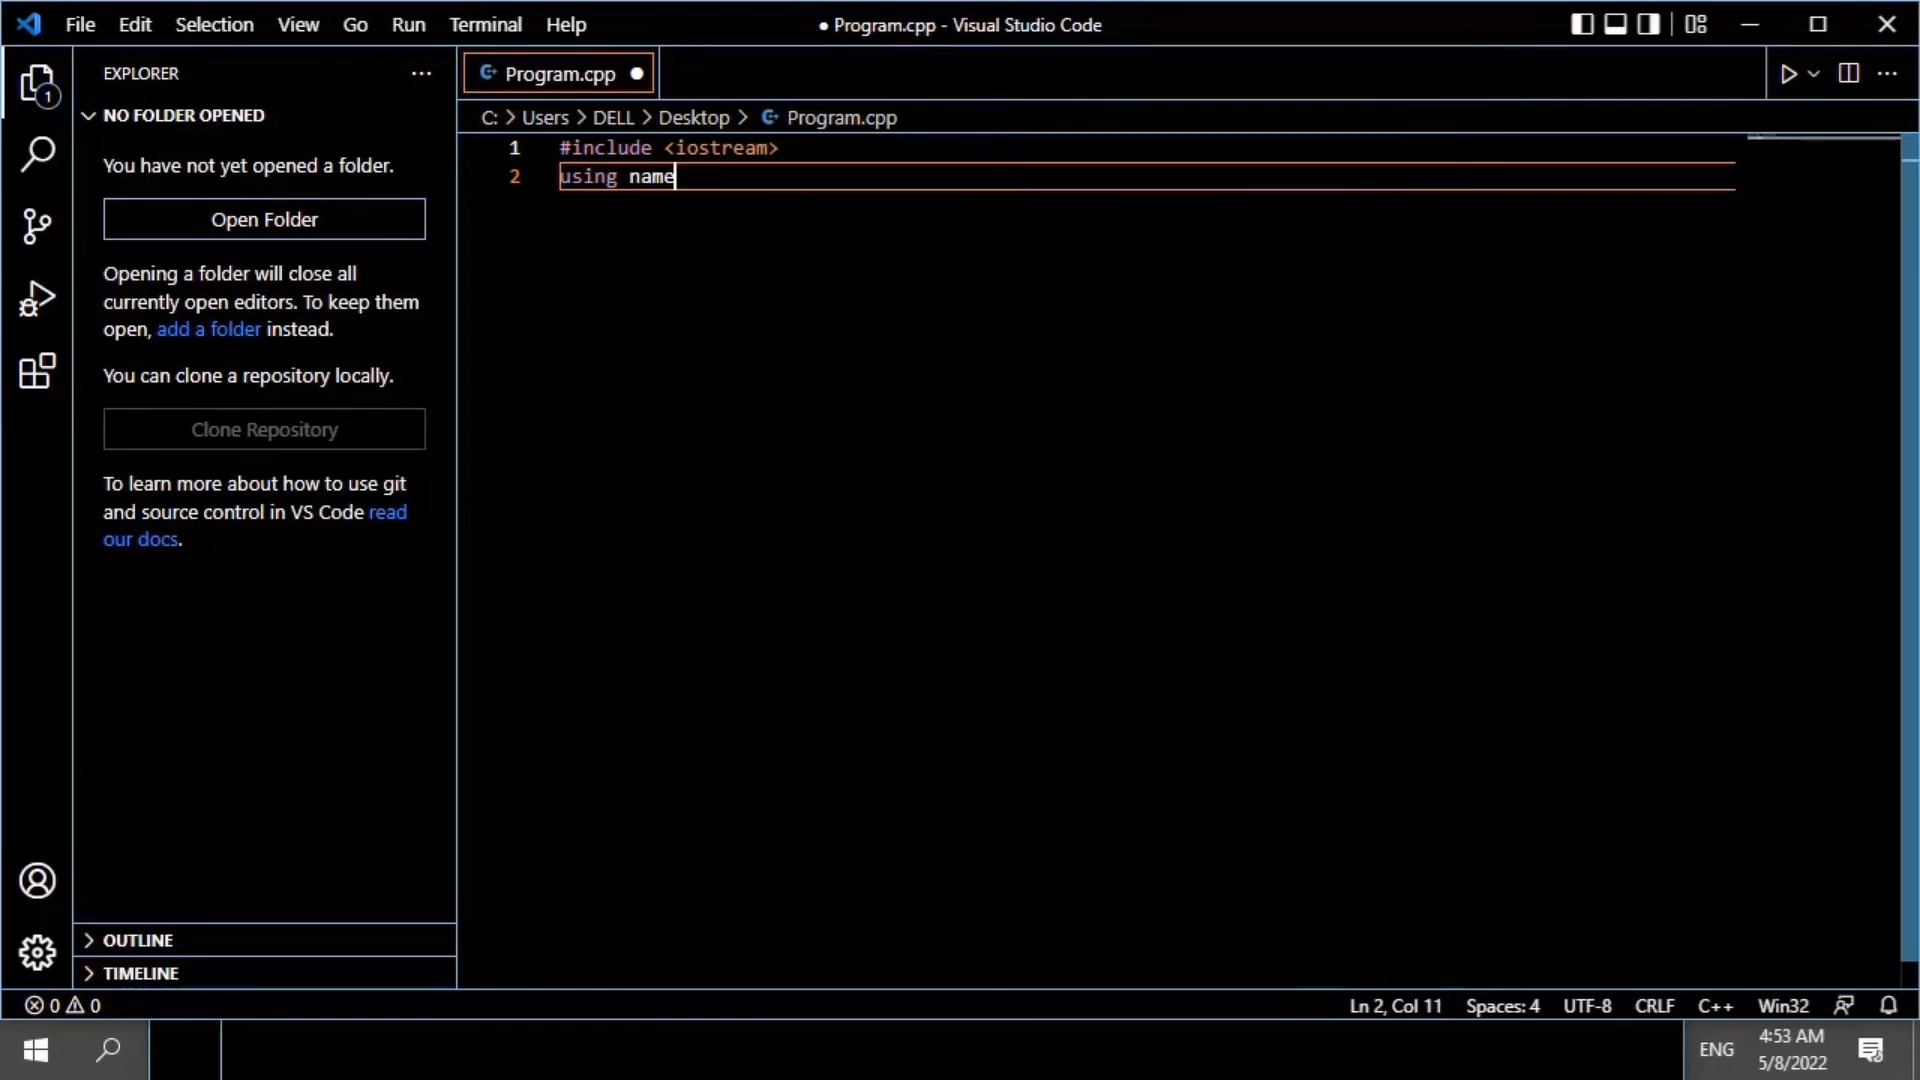 File Edit Selection View Go Run Terminal Help
● Program.cpp - Visual Studio Code
EXPLORER
1
NO FOLDER OPENED
You have not yet opened a folder.
Open Folder
Opening a folder will close all
currently open editors. To keep them
open, add a folder instead.
You can clone a repository locally.
Clone Repository
To learn more about how to use git
and source control in VS Code read
our docs.
OUTLINE
TIMELINE
Program.cpp
C: > Users > DELL > Desktop > Program.cpp
1 #include <iostream>
2 using name
0 0
Ln 2, Col 11 Spaces: 4 UTF-8 CRLF C++ Win32
ENG
4:53 AM
5/8/2022